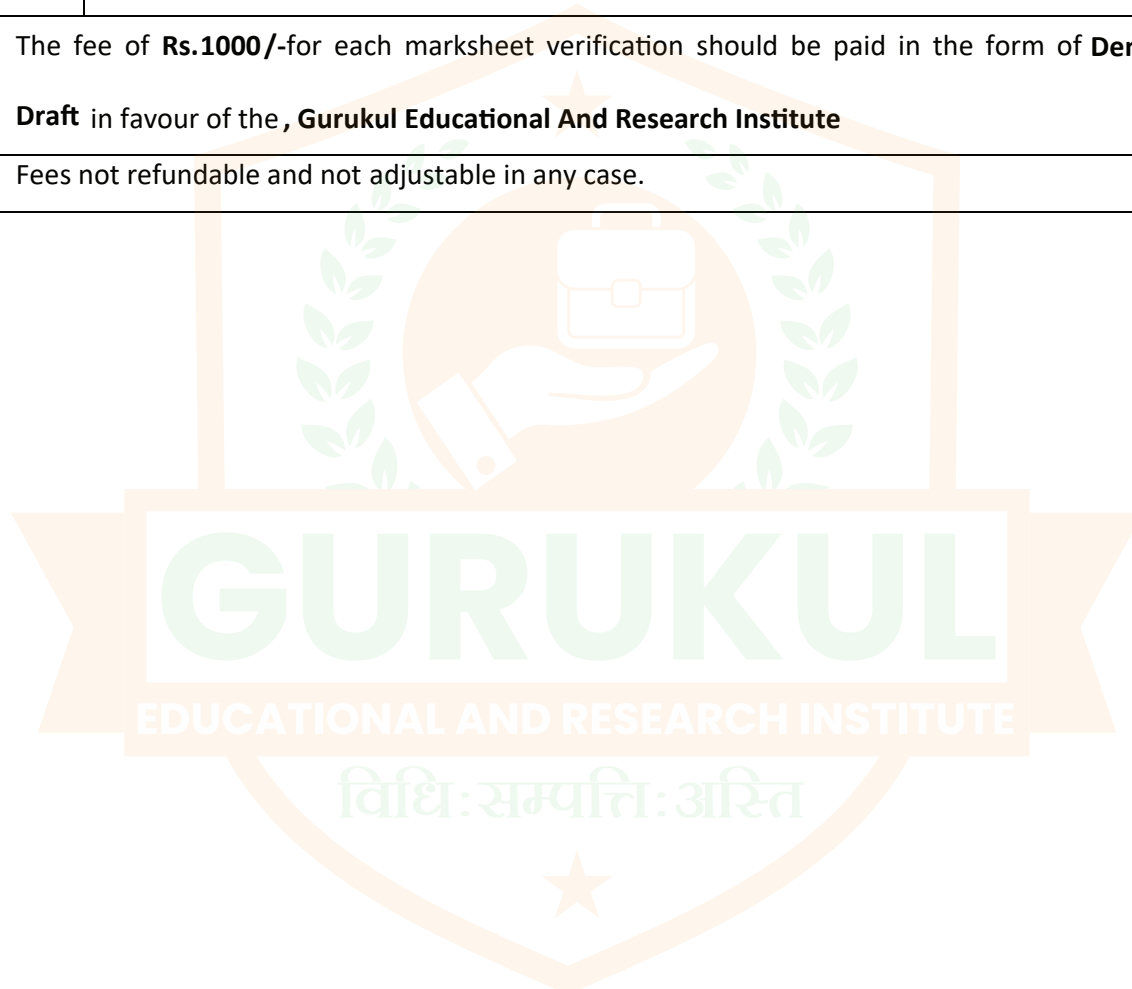 The fee of Rs.1000/-for each marksheet verification should be paid in the form of
Draft in favour of the , Gurukul Educational And Research Institute
Fees not refundable and not adjustable in any case.
GURUKUL
EDUCATIONAL AND RESEARCH INSTITUTE
विधि:सम्पत्ति:अस्ति